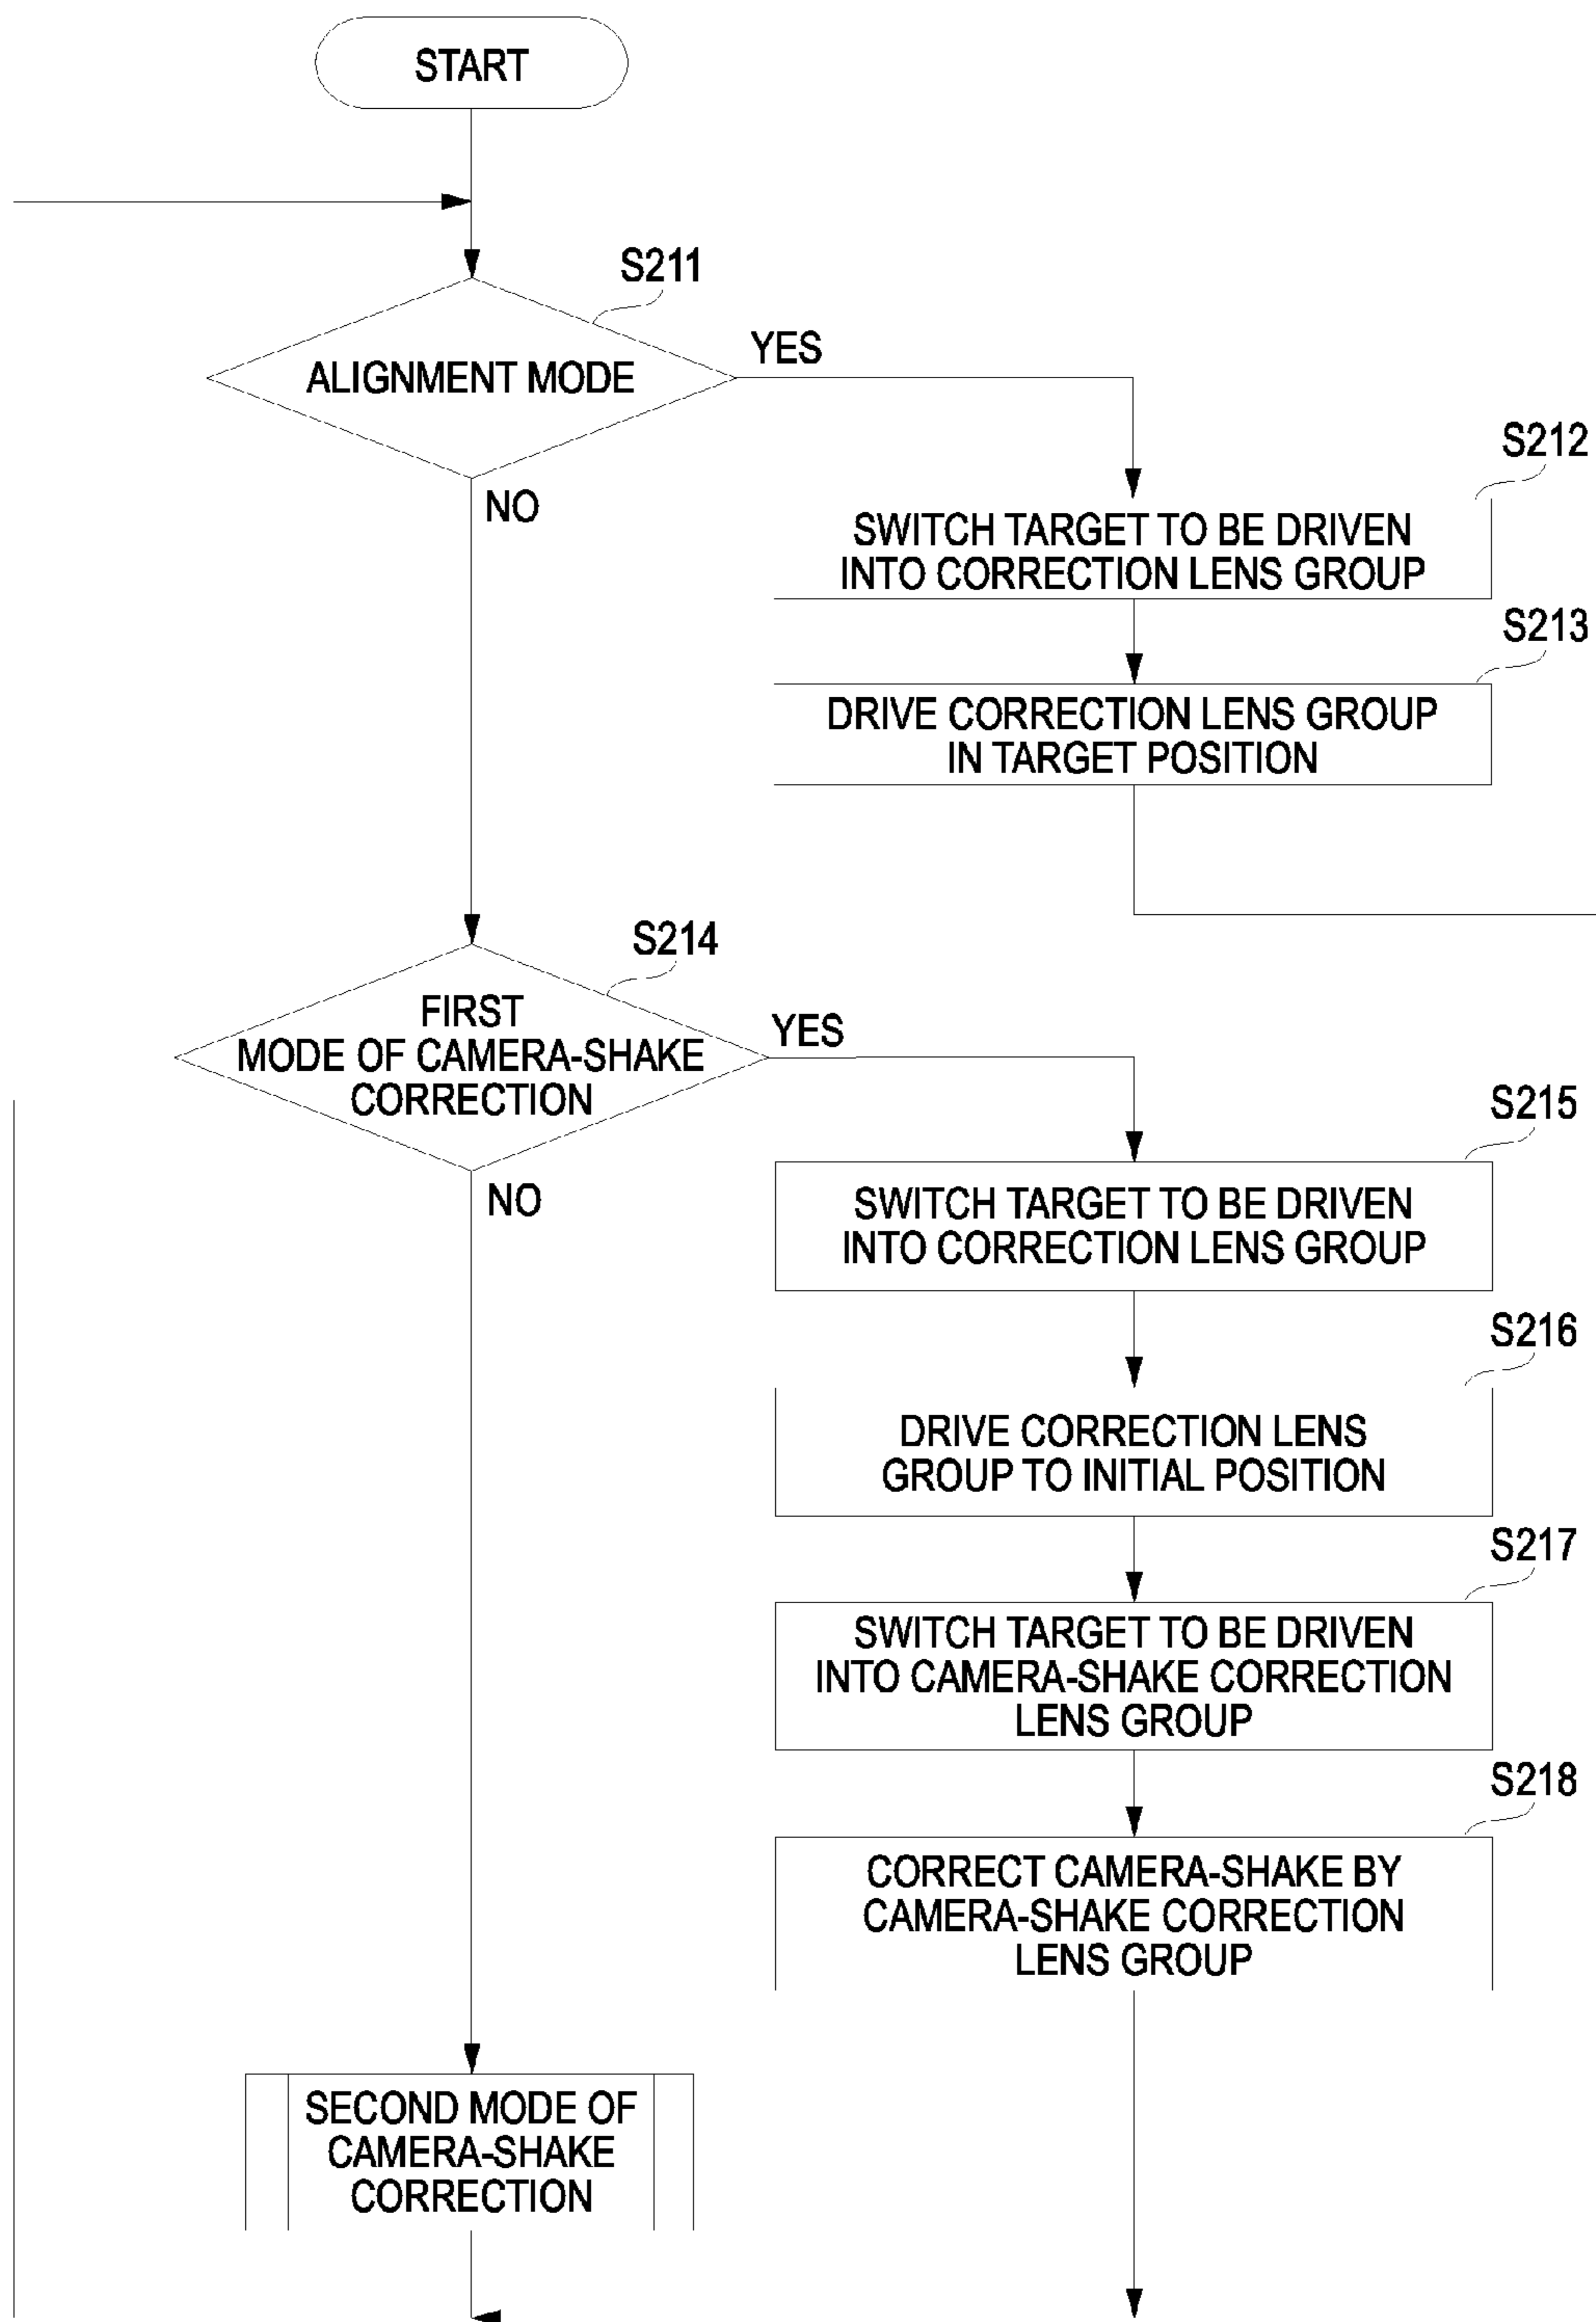 START
S211
ALIGNMENT MODE
YES
NO
S212
SWITCH TARGET TO BE DRIVEN
INTO CORRECTION LENS GROUP
S213
DRIVE CORRECTION LENS GROUP
IN TARGET POSITION
S214
FIRST
MODE OF CAMERA-SHAKE
CORRECTION
YES
NO
S215
SWITCH TARGET TO BE DRIVEN
INTO CORRECTION LENS GROUP
S216
DRIVE CORRECTION LENS
GROUP TO INITIAL POSITION
S217
SWITCH TARGET TO BE DRIVEN
INTO CAMERA-SHAKE CORRECTION
LENS GROUP
S218
CORRECT CAMERA-SHAKE BY
CAMERA-SHAKE CORRECTION
LENS GROUP
SECOND MODE OF
CAMERA-SHAKE
CORRECTION